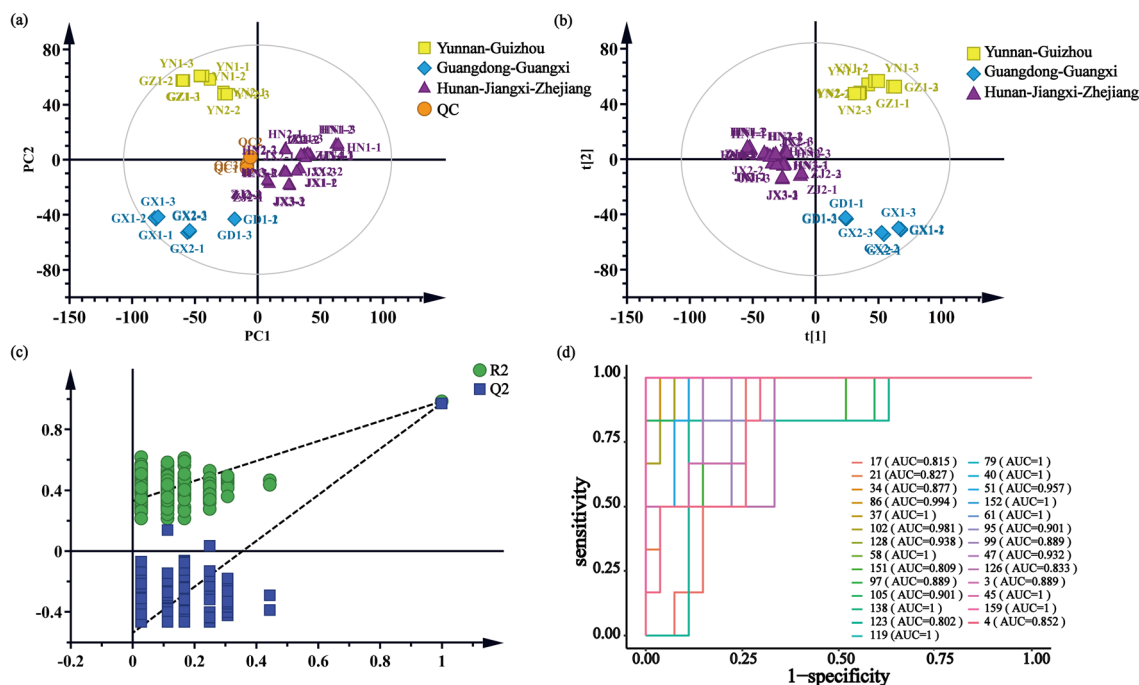 (a)
80
40
0
-40
-80
PC2
-150
-100
-50
0
50
100
PC1
YN1-3
YN1-2
GZ1-2
YN1-1
GZ1-3
YN2-3
YN2-2
QC2
HN2-1
HN1-1
GX1-3
GX1-2
GX1-1
GX2-1
GD1-2
GD1-3
JX1-2
Yunnan-Guizhou
Guangdong-Guangxi
Hunan-Jiangxi-Zhejiang
QC
(b)
80
40
0
-40
-80
t[2]
-150
-100
-50
0
50
100
t[1]
YN1-3
GZ1-1
YN2-3
JX2-2
ZJ2-3
ZJ2-1
GD1-1
GX1-3
GX2-3
GX2-1
Yunnan-Guizhou
Guangdong-Guangxi
Hunan-Jiangxi-Zhejiang
(c)
R2
Q2
0.8
0.4
0
-0.4
-0.2
0
0.2
0.4
0.6
0.8
1
(d)
1.00
0.75
0.50
0.25
0.00
sensitivity
17 ( AUC=0.815 )
21 ( AUC=0.827 )
34 ( AUC=0.877 )
86 ( AUC=0.994 )
37 ( AUC=1 )
102 ( AUC=0.981 )
128 ( AUC=0.938 )
58 ( AUC=1 )
151 ( AUC=0.809 )
97 ( AUC=0.889 )
105 ( AUC=0.901 )
138 ( AUC=1 )
123 ( AUC=0.802 )
119 (AUC=1 )
79 ( AUC=1 )
40 ( AUC=1 )
51 ( AUC=0.957 )
152 ( AUC=1 )
61 ( AUC=1 )
95 ( AUC=0.901 )
99 ( AUC=0.889 )
47 ( AUC=0.932 )
126 ( AUC=0.833 )
3 ( AUC=0.889 )
45 ( AUC=1 )
159 ( AUC=1 )
4 ( AUC=0.852 )
0.00
0.25
0.50
0.75
1.00
1-specificity